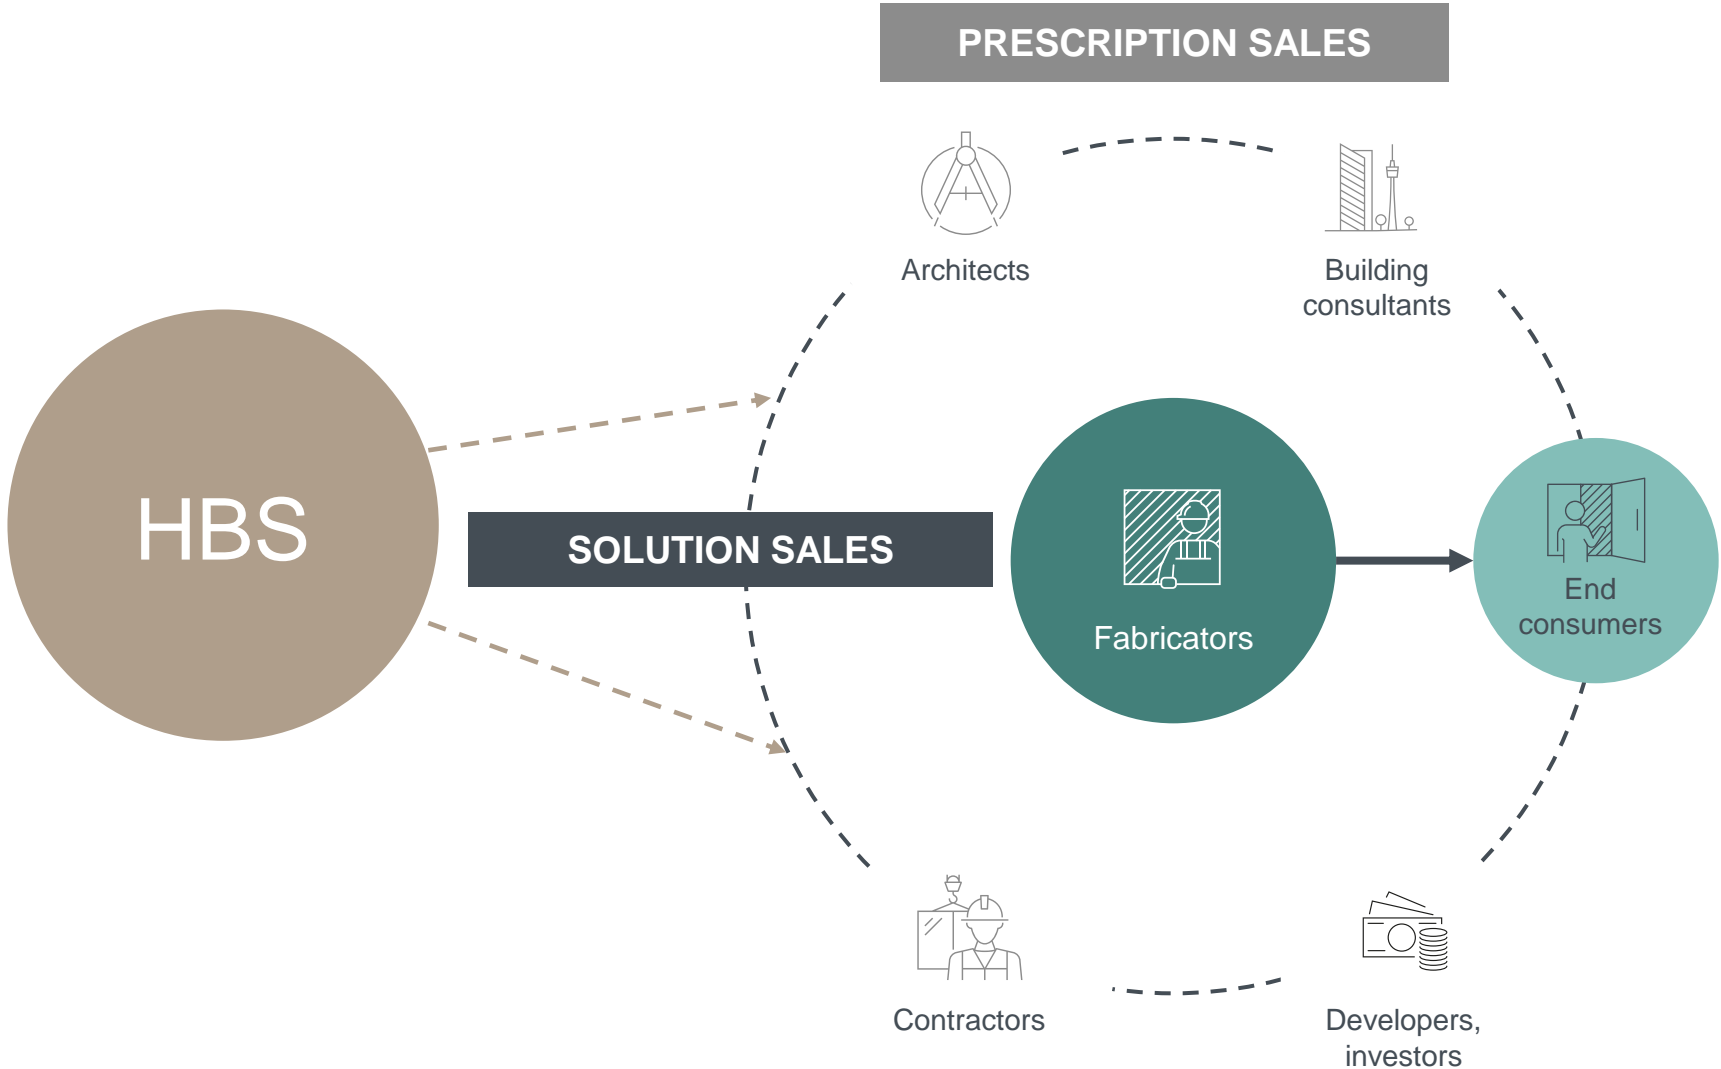 PRESCRIPTION SALES
Architects
Building
consultants
HBS
SOLUTION SALES
Fabricators
End
consumers
Contractors
Developers,
investors